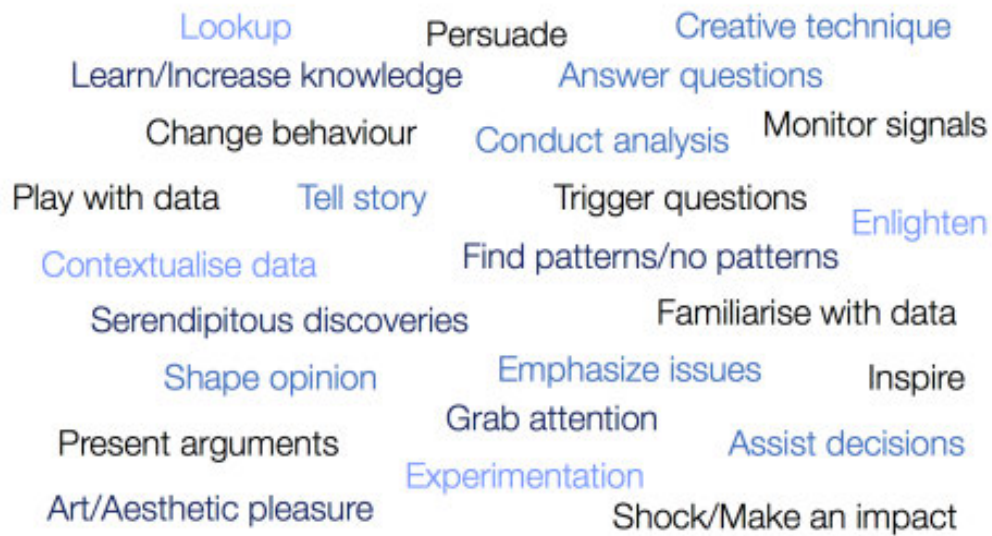 Lookup
Persuade
Creative technique
Learn/Increase knowledge
Answer questions
Change behaviour
Conduct analysis
Monitor signals
Play with data
Tell story
Trigger questions
Enlighten
Contextualise data
Find patterns/no patterns
Serendipitous discoveries
Familiarise with data
Shape opinion
Emphasize issues
Inspire
Grab attention
Present arguments
Assist decisions
Experimentation
Art/Aesthetic pleasure
Shock/Make an impact